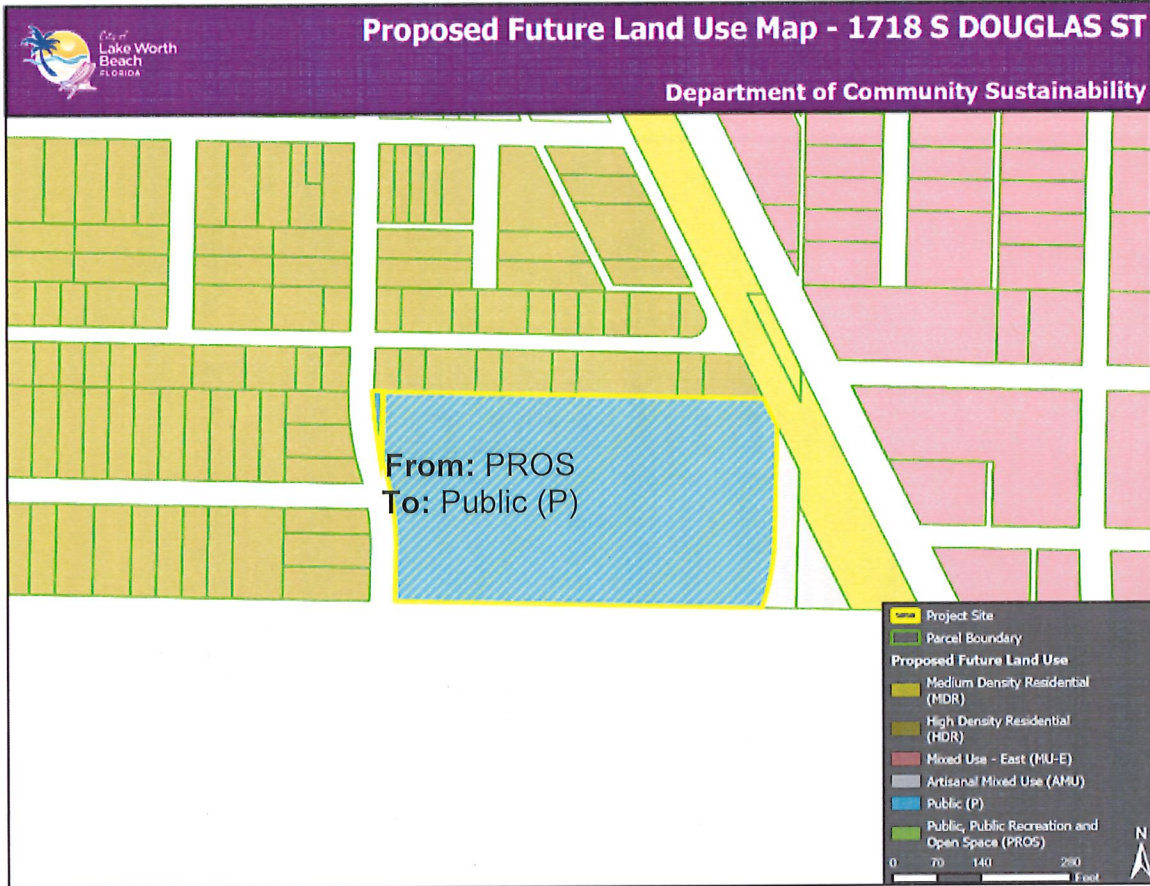 City of
Lake Worth
Beach
FLORIDA
Proposed Future Land Use Map - 1718 S DOUGLAS ST
Department of Community Sustainability
From: PROS
To: Public (P)
Project Site
Parcel Boundary
Proposed Future Land Use
Medium Density Residential
(MDR)
High Density Residential
(HDR)
Mixed Use - East (MU-E)
Artisanal Mixed Use (AMU)
Public (P)
Public, Public Recreation and
Open Space (PROS)
N
0 70 140 280
Feet